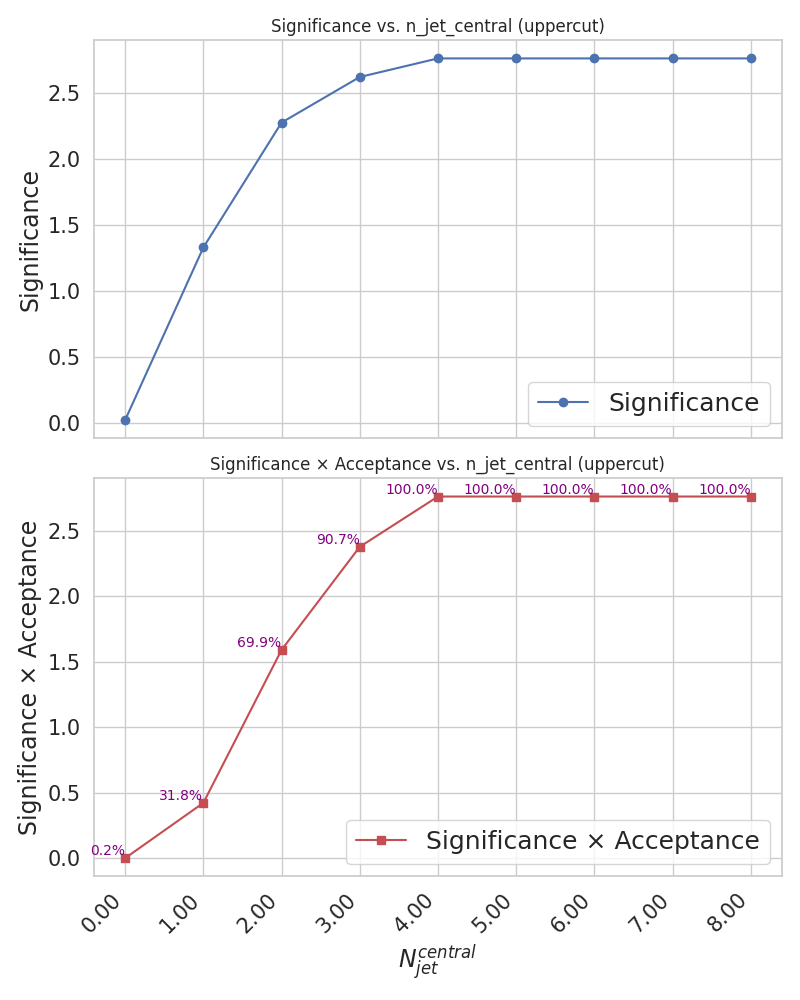 Significance vs. n_jet_central (uppercut)
Significance
2.5
2.0
1.5
1.0
0.5
0.0
Significance
Significance × Acceptance vs. n_jet_central (uppercut)
Significance × Acceptance
2.5
2.0
1.5
1.0
0.5
0.0
0.2%
31.8%
69.9%
90.7%
100.0% 100.0% 100.0% 100.0% 100.0%
Significance × Acceptance
0.00 1.00 2.00 3.00 4.00 5.00 6.00 7.00 8.00
$N_{jet}^{central}$